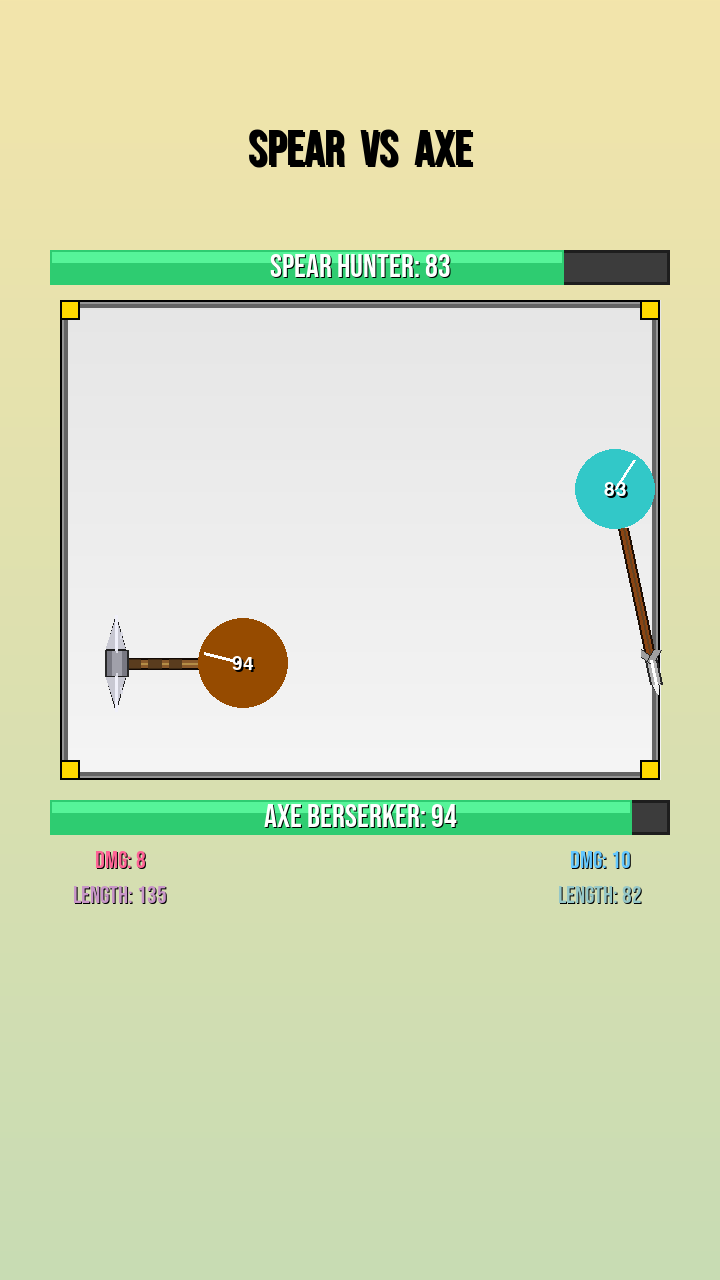 SPEAR VS AXE
SPEAR HUNTER: 83
83
94
AXE BERSERKER: 94
DMG: 8
DMG: 10
LENGTH: 135
LENGTH: 82